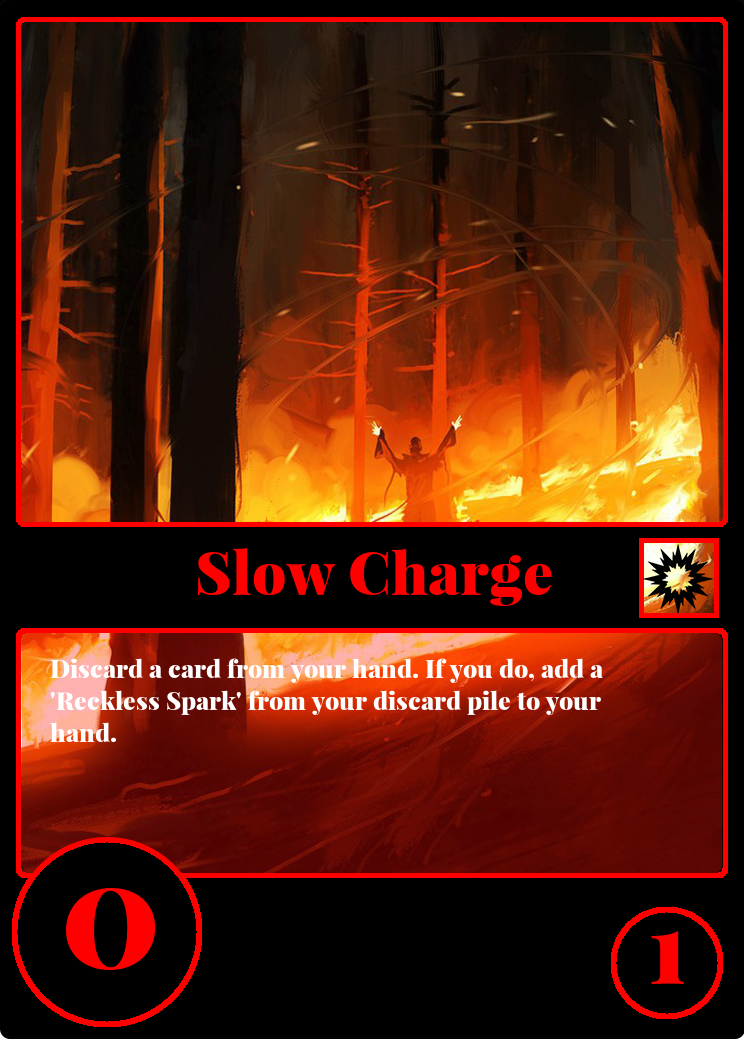 Slow Charge
Discard a card from your hand. If you do, add a
'Reckless Spark' from your discard pile to your
hand.
0
1